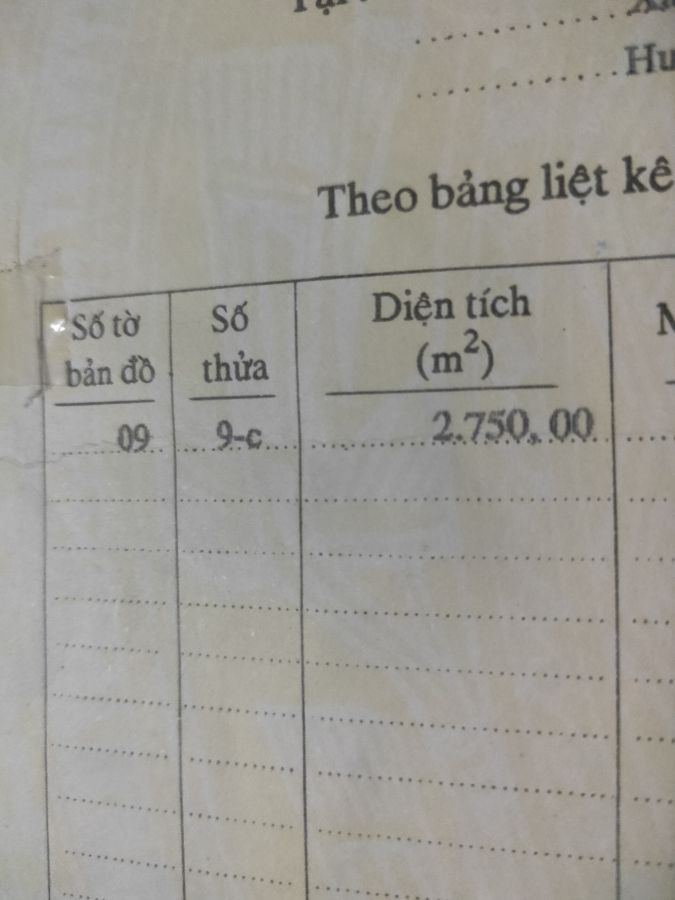 Hu
Theo bảng liệt kê
Số tờ bản đồ
Số thửa
Diện tích (m²)
09 9-c 2.750,00